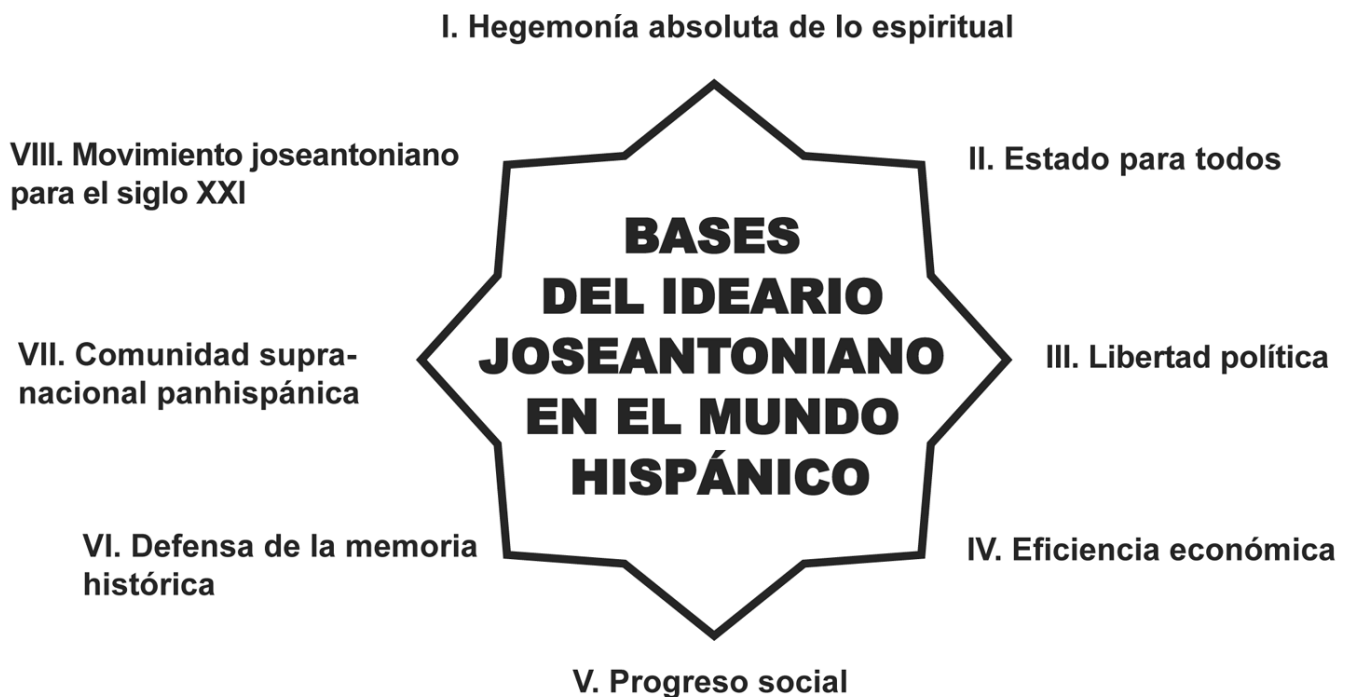 I. Hegemonía absoluta de lo espiritual
VIII. Movimiento joseantoniano
para el siglo XXI
II. Estado para todos
BASES
DEL IDEARIO
JOSEANTONIANO
EN EL MUNDO
HISPÁNICO
VII. Comunidad supra-
nacional panhispánica
III. Libertad política
VI. Defensa de la memoria
histórica
IV. Eficiencia económica
V. Progreso social